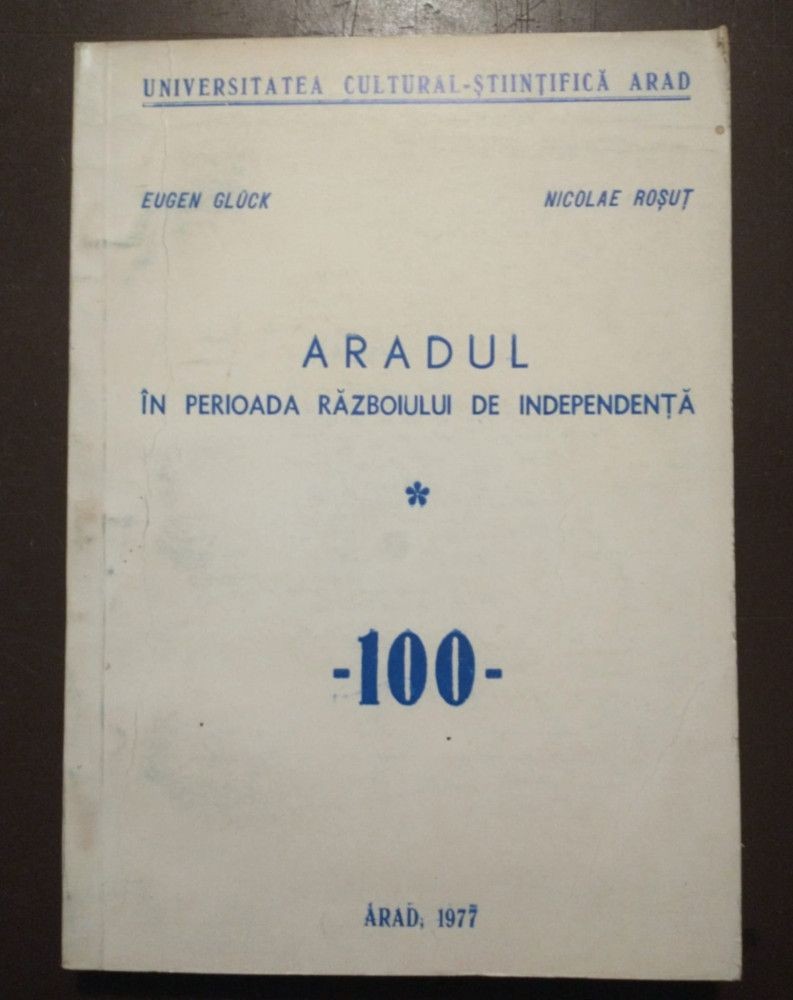 UNIVERSITATEA CULTURAL-ŞTIINŢIFICĂ ARAD
EUGEN GLÜCK NICOLAE ROŞUŢ
ARADUL
ÎN PERIOADA RĂZBOIULUI DE INDEPENDENŢĂ
*
-100-
ARAD, 1977